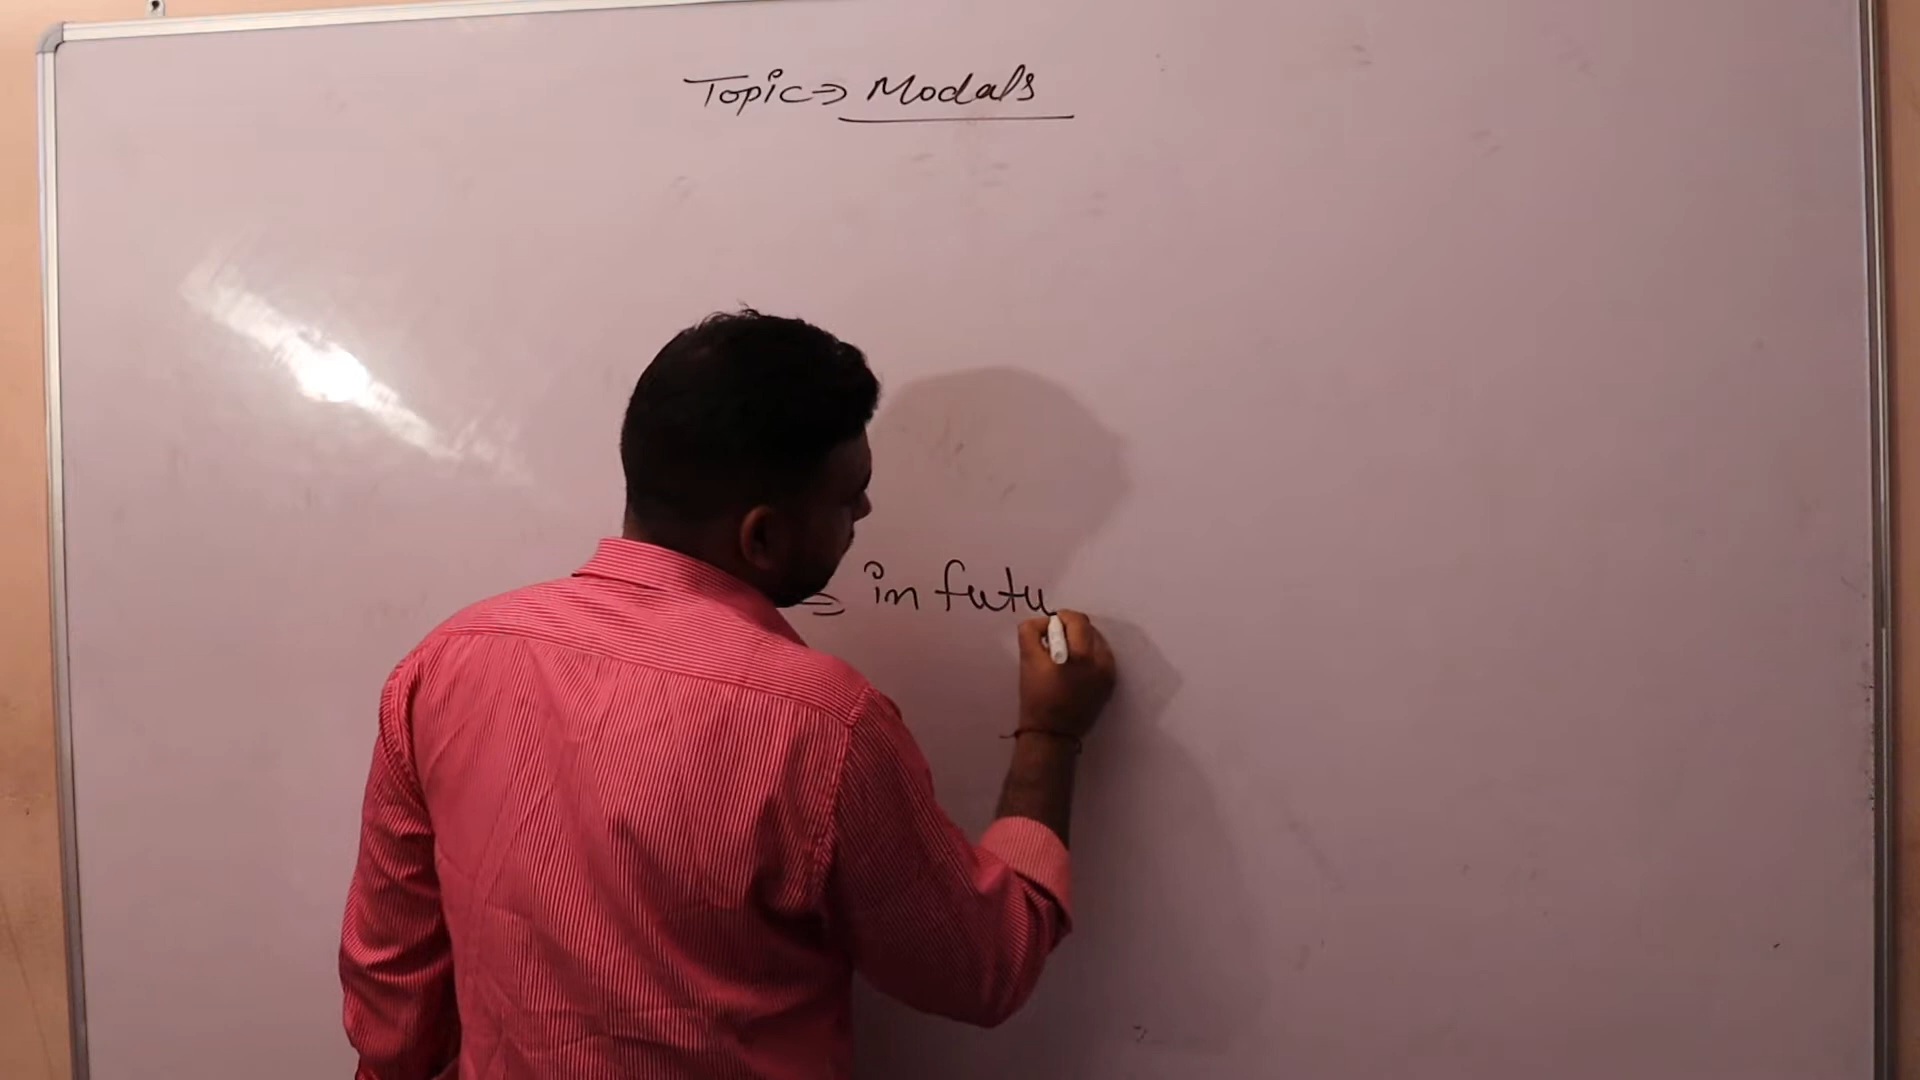 Topic => Modals
=> in futu